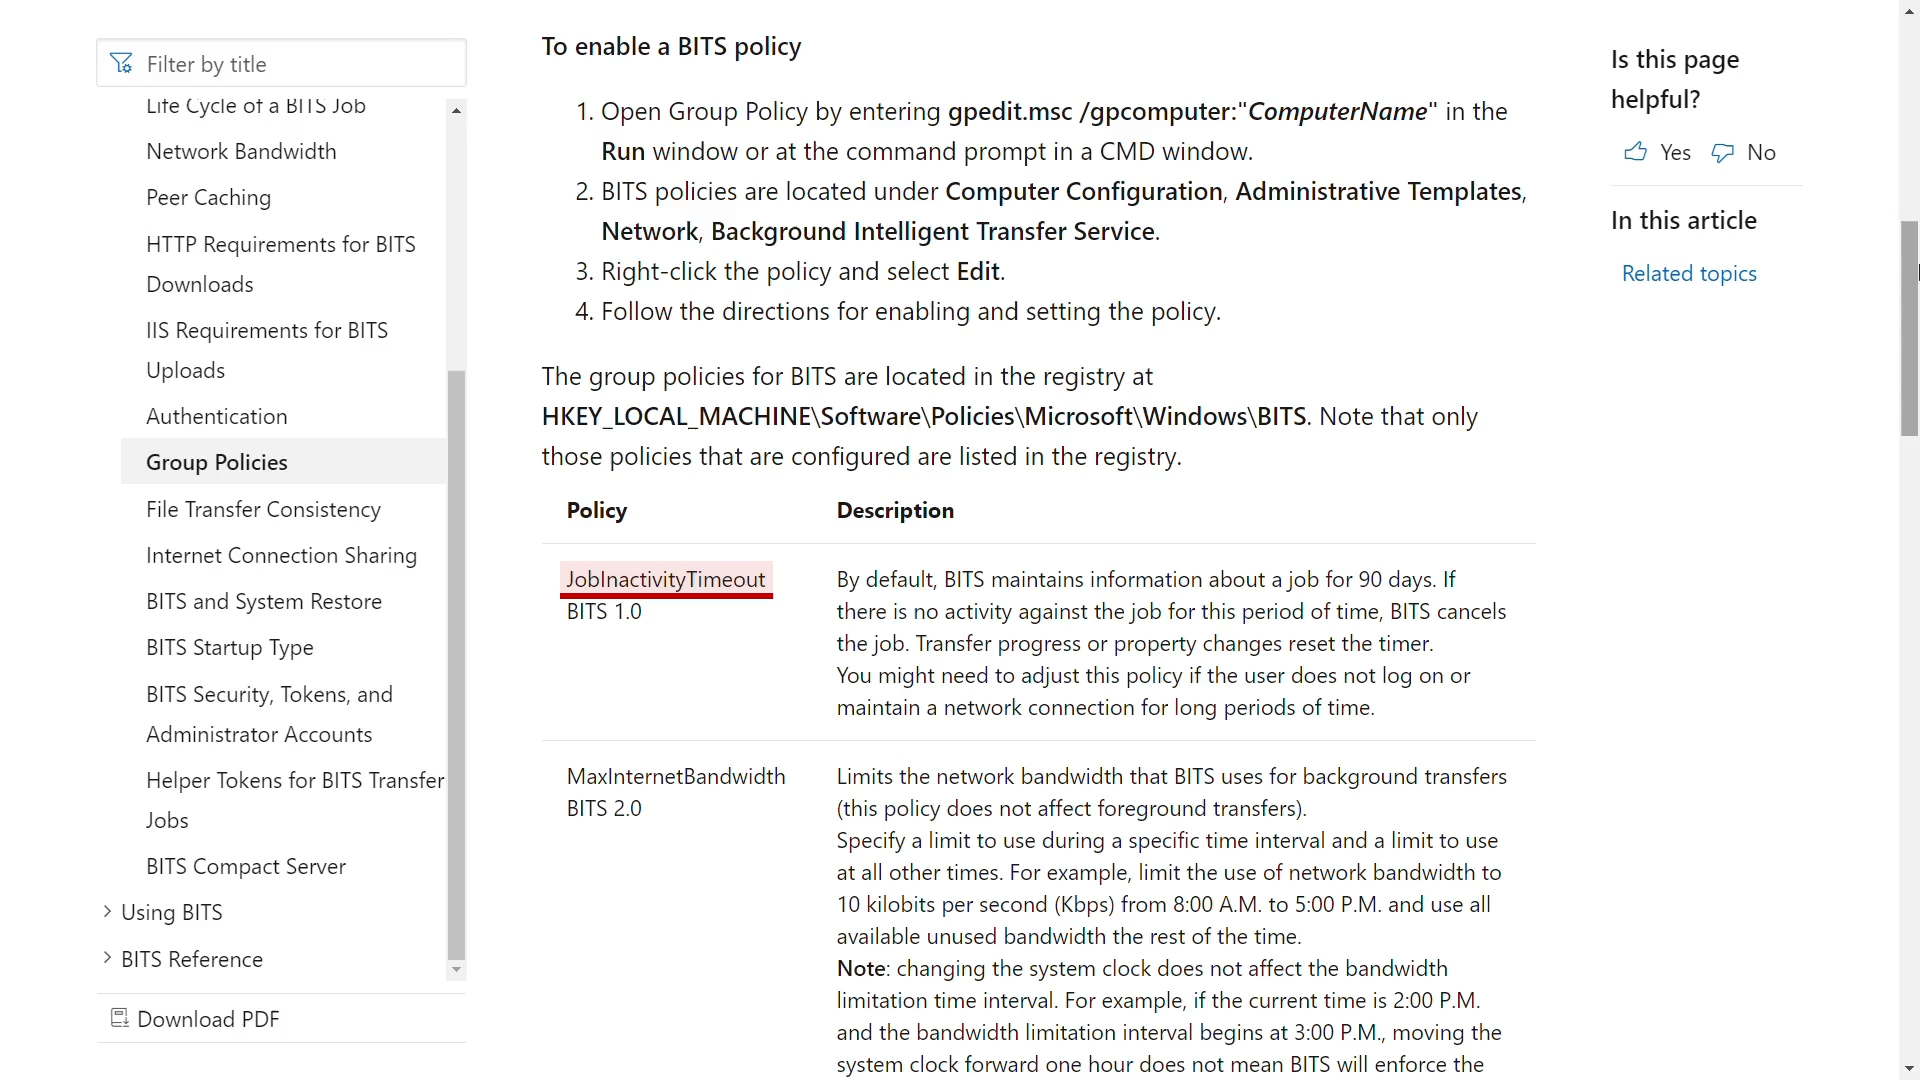 Filter by title
Life Cycle of a BITS Job
Network Bandwidth
Peer Caching
HTTP Requirements for BITS
Downloads
IIS Requirements for BITS
Uploads
Authentication
Group Policies
File Transfer Consistency
Internet Connection Sharing
BITS and System Restore
BITS Startup Type
BITS Security, Tokens, and
Administrator Accounts
Helper Tokens for BITS Transfer
Jobs
BITS Compact Server
Using BITS
BITS Reference
Download PDF
To enable a BITS policy
1. Open Group Policy by entering gpedit.msc /gpcomputer:"ComputerName" in the
Run window or at the command prompt in a CMD window.
2. BITS policies are located under Computer Configuration, Administrative Templates,
Network, Background Intelligent Transfer Service.
3. Right-click the policy and select Edit.
4. Follow the directions for enabling and setting the policy.
The group policies for BITS are located in the registry at
HKEY_LOCAL_MACHINE\Software\Policies\Microsoft\Windows\BITS. Note that only
those policies that are configured are listed in the registry.
Policy Description
JobInactivityTimeout
BITS 1.0
By default, BITS maintains information about a job for 90 days. If
there is no activity against the job for this period of time, BITS cancels
the job. Transfer progress or property changes reset the timer.
You might need to adjust this policy if the user does not log on or
maintain a network connection for long periods of time.
MaxInternetBandwidth
BITS 2.0
Limits the network bandwidth that BITS uses for background transfers
(this policy does not affect foreground transfers).
Specify a limit to use during a specific time interval and a limit to use
at all other times. For example, limit the use of network bandwidth to
10 kilobits per second (Kbps) from 8:00 A.M. to 5:00 P.M. and use all
available unused bandwidth the rest of the time.
Note: changing the system clock does not affect the bandwidth
limitation time interval. For example, if the current time is 2:00 P.M.
and the bandwidth limitation interval begins at 3:00 P.M., moving the
system clock forward one hour does not mean BITS will enforce the
Is this page
helpful?
Yes No
In this article
Related topics